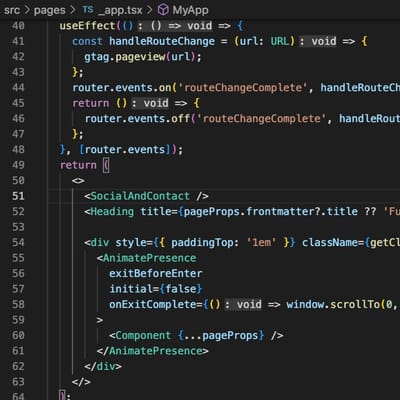 src > pages > _app.tsx > MyApp
40 useEffect((): () => void => {
41 const handleRouteChange = (url: URL): void => {
42 gtag.pageview(url);
43 };
44 router.events.on('routeChangeComplete', handleRouteCh
45 return (): void => {
46 router.events.off('routeChangeComplete', handleRout
47 };
48 }, [router.events]);
49 return (
50 <>
51 <SocialAndContact />
52 <Heading title={pageProps.frontmatter?.title ?? 'Fu
53
54 <div style={{ paddingTop: '1em' }} className={getCl
55 <AnimatePresence
56 exitBeforeEnter
57 initial={false}
58 onExitComplete={(): void => window.scrollTo(0,
59 >
60 <Component {...pageProps} />
61 </AnimatePresence>
62 </div>
63 </>
64 );